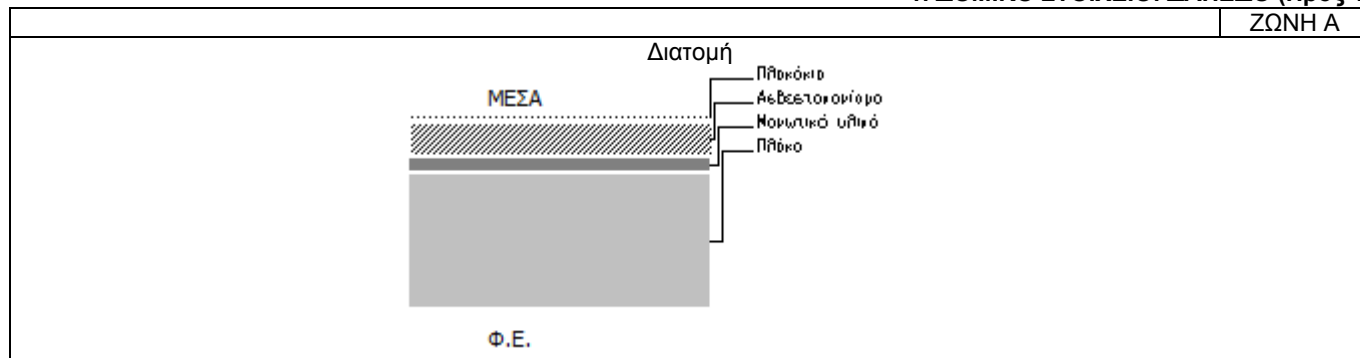 ΖΩΝΗ Α
Διατομή
Πλακάκια
ΜΕΣΑ
Ασβεστοκονίαμα
Μονωτικό υλικό
Πλάκα
Φ.Ε.